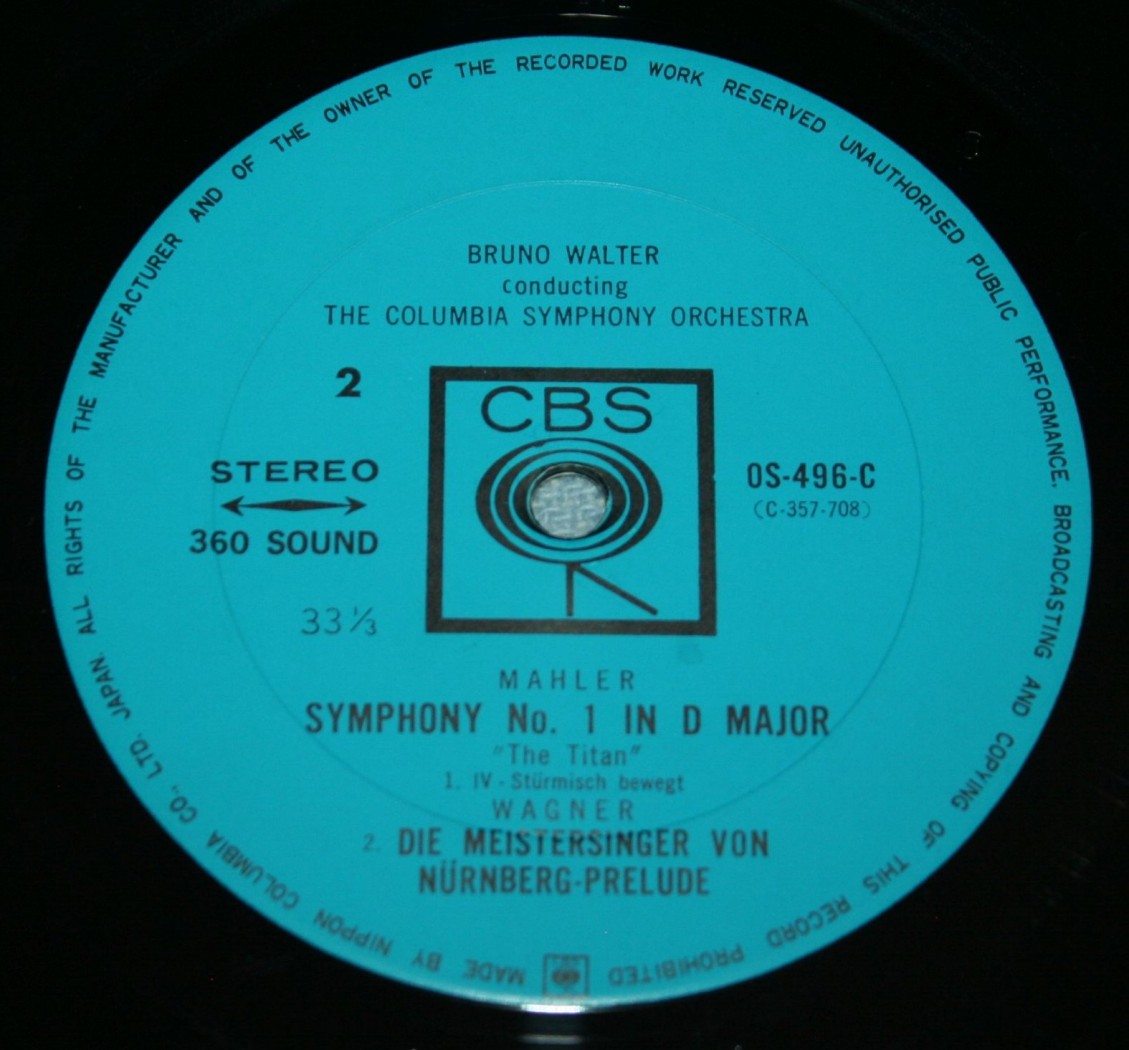 MADE BY NIPPON COLUMBIA CO., LTD. JAPAN. ALL RIGHTS OF THE MANUFACTURER AND OF THE OWNER OF THE RECORDED WORK RESERVED UNAUTHORISED PUBLIC PERFORMANCE. BROADCASTING AND COPYING OF THIS RECORD PROHIBITED
BRUNO WALTER
conducting
THE COLUMBIA SYMPHONY ORCHESTRA
2
CBS
STEREO
360 SOUND
33 ⅓
OS-496-C
(C-357-708)
MAHLER
SYMPHONY No. 1 IN D MAJOR
"The Titan"
1. IV - Stürmisch bewegt
WAGNER
2. DIE MEISTERSINGER VON
NÜRNBERG-PRELUDE